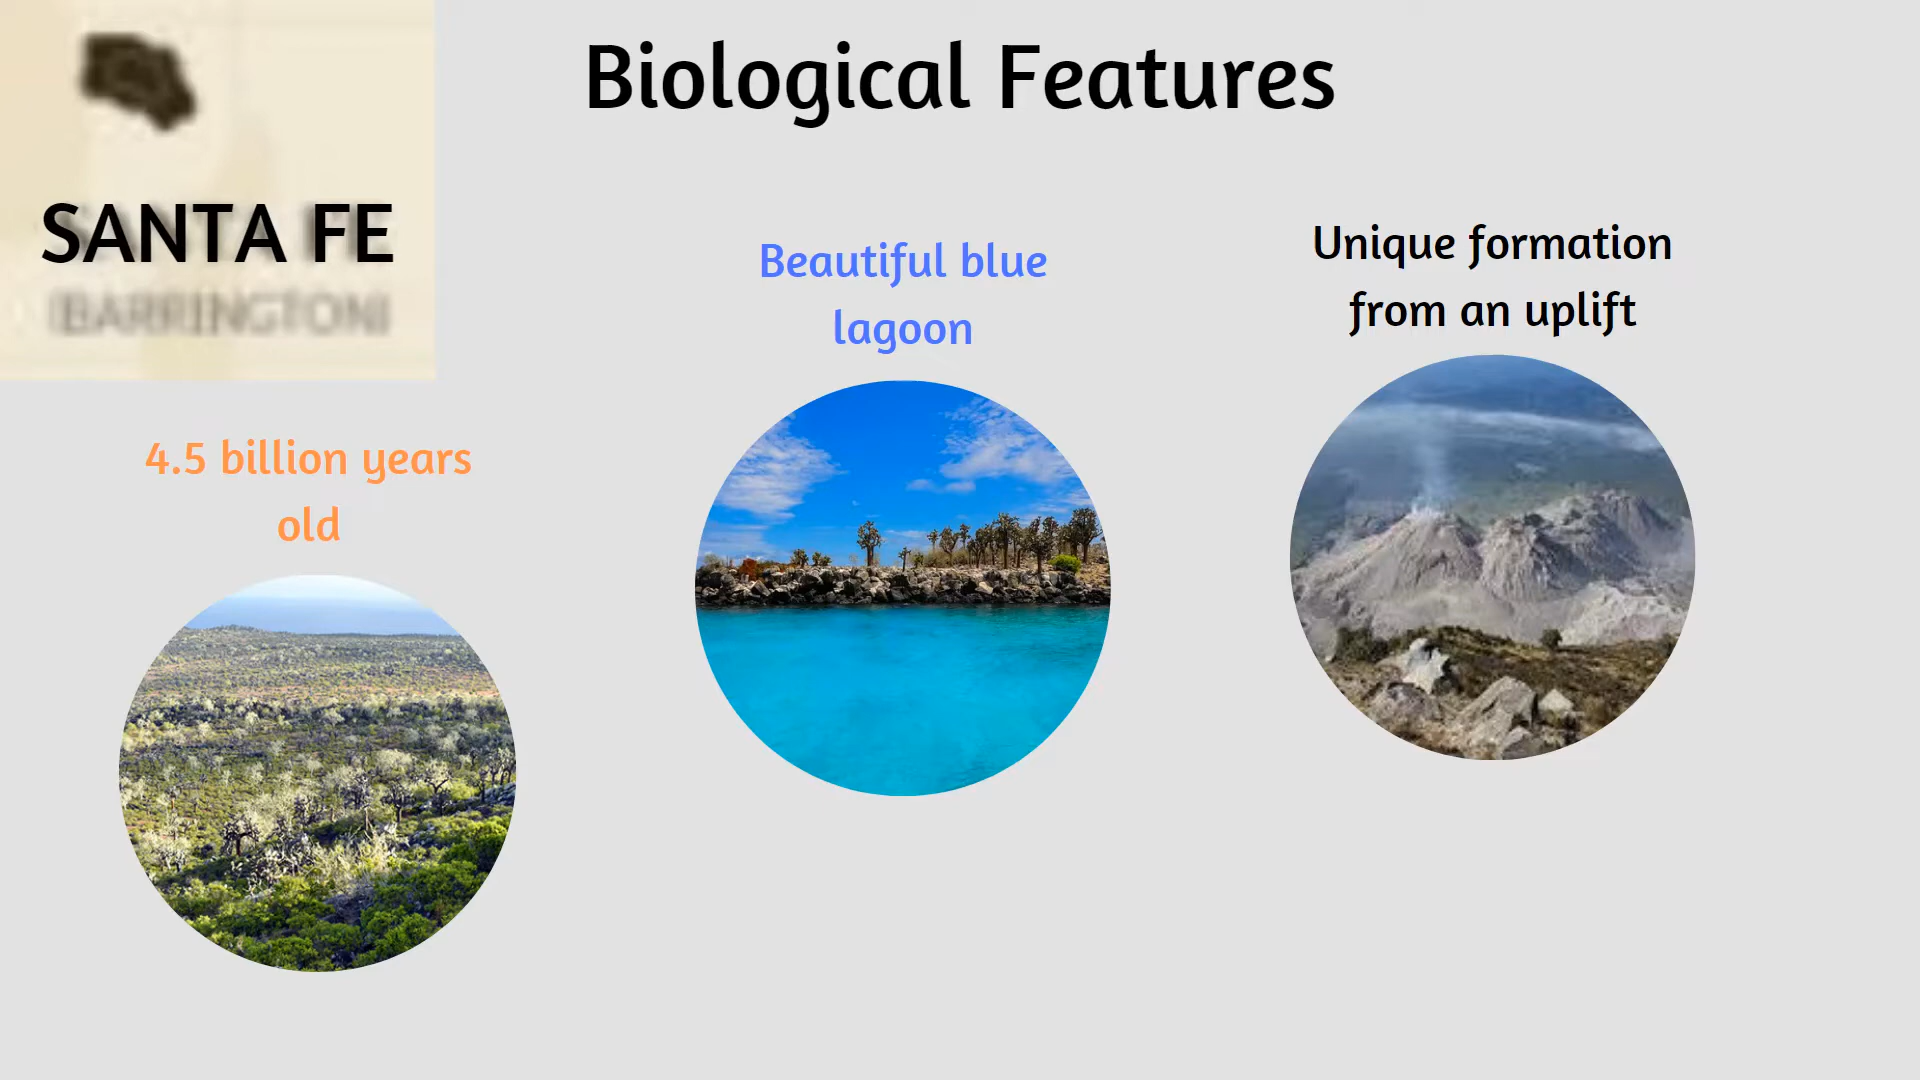 Biological Features
SANTA FE
(BARRINGTON)
4.5 billion years
old
Beautiful blue
lagoon
Unique formation
from an uplift